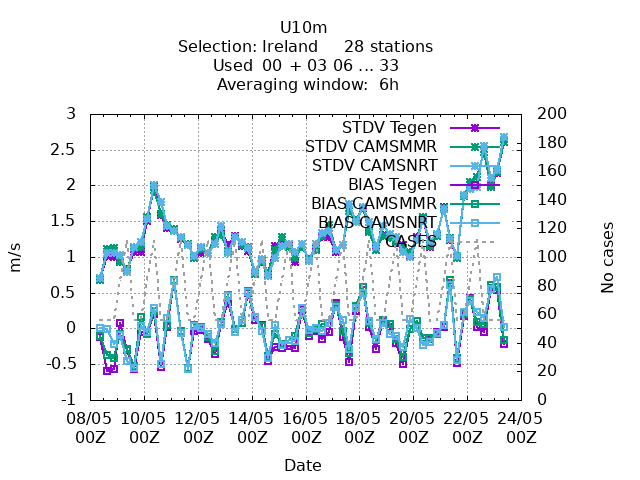 U10m
Selection: Ireland 28 stations
Used 00 + 03 06 ... 33
Averaging window: 6h
3
2.5
2
1.5
1
0.5
0
-0.5
-1
m/s
200
180
160
140
120
100
80
60
40
20
0
No cases
STDV Tegen
STDV CAMSMMR
STDV CAMSNRT
BIAS Tegen
BIAS CAMSMMR
BIAS CAMSNRT
CASES
08/05 10/05 12/05 14/05 16/05 18/05 20/05 22/05 24/05
00Z 00Z 00Z 00Z 00Z 00Z 00Z 00Z 00Z
Date